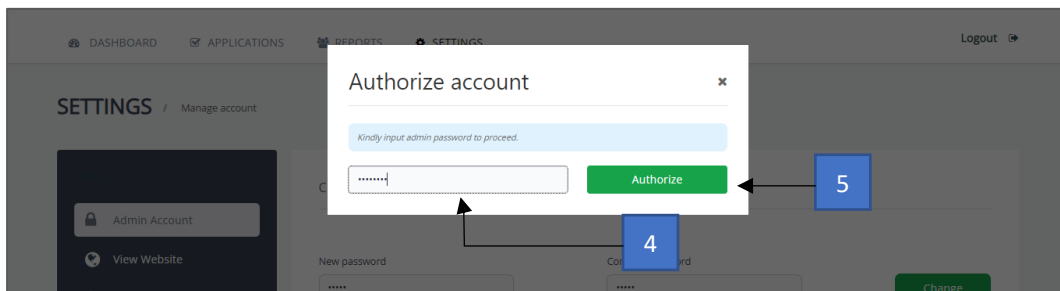 DASHBOARD APPLICATIONS REPORTS SETTINGS Logout
Authorize account
SETTINGS / Manage account
Kindly input admin password to proceed.
Authorize
5
Admin Account
4
View Website
New password
Change